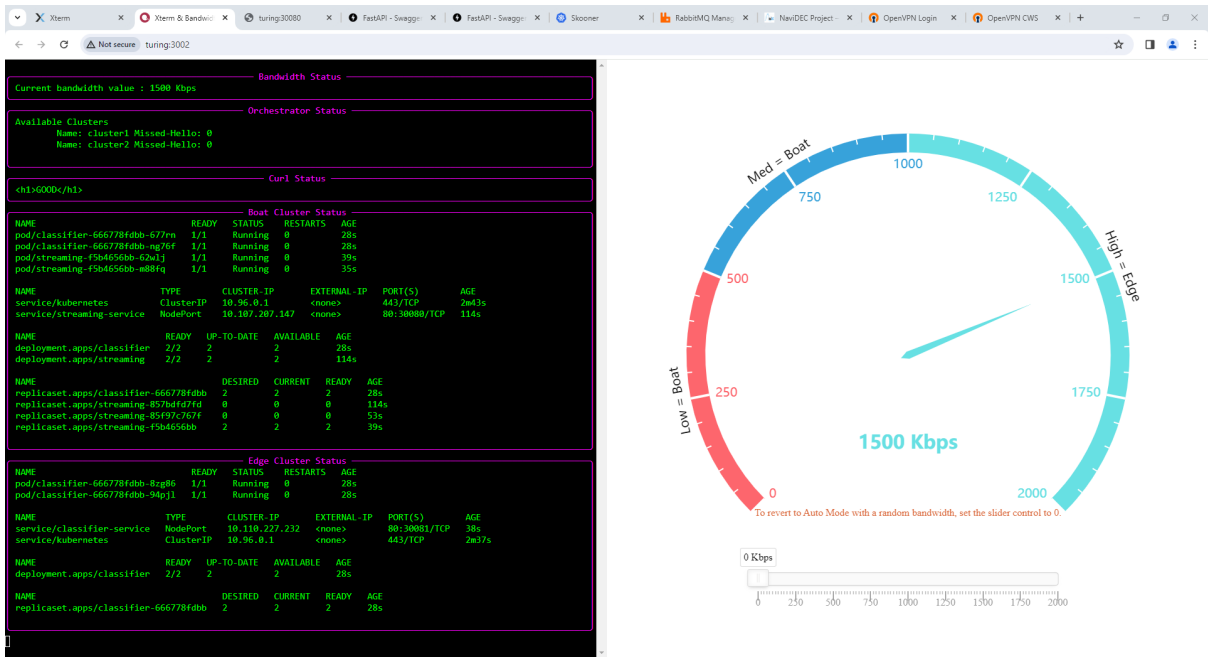 Xterm
Xterm & Bandwid
turing:30080
FastAPI - Swagge
FastAPI - Swagge
Skooner
RabbitMQ Manag
NaviDEC Project -
OpenVPN Login
OpenVPN CWS
Not secure turing:3002
Bandwidth Status
Current bandwidth value : 1500 Kbps
Orchestrator Status
Available Clusters
Name: cluster1 Missed-Hello: 0
Name: cluster2 Missed-Hello: 0
Curl Status
<h1>GOOD</h1>
Boat Cluster Status
NAME READY STATUS RESTARTS AGE
pod/classifier-666778fdbb-677rn 1/1 Running 0 28s
pod/classifier-666778fdbb-ng76f 1/1 Running 0 28s
pod/streaming-f5b4656bb-62wlj 1/1 Running 0 39s
pod/streaming-f5b4656bb-m88fq 1/1 Running 0 35s
NAME TYPE CLUSTER-IP EXTERNAL-IP PORT(S) AGE
service/kubernetes ClusterIP 10.96.0.1 <none> 443/TCP 2m43s
service/streaming-service NodePort 10.107.207.147 <none> 80:30080/TCP 114s
NAME READY UP-TO-DATE AVAILABLE AGE
deployment.apps/classifier 2/2 2 2 28s
deployment.apps/streaming 2/2 2 2 114s
NAME DESIRED CURRENT READY AGE
replicaset.apps/classifier-666778fdbb 2 2 2 28s
replicaset.apps/streaming-857bdfd7fd 0 0 0 114s
replicaset.apps/streaming-85f97c767f 0 0 0 53s
replicaset.apps/streaming-f5b4656bb 2 2 2 39s
Edge Cluster Status
NAME READY STATUS RESTARTS AGE
pod/classifier-666778fdbb-8zg86 1/1 Running 0 28s
pod/classifier-666778fdbb-94pjl 1/1 Running 0 28s
NAME TYPE CLUSTER-IP EXTERNAL-IP PORT(S) AGE
service/classifier-service NodePort 10.110.227.232 <none> 80:30081/TCP 38s
service/kubernetes ClusterIP 10.96.0.1 <none> 443/TCP 2m37s
NAME READY UP-TO-DATE AVAILABLE AGE
deployment.apps/classifier 2/2 2 2 28s
NAME DESIRED CURRENT READY AGE
replicaset.apps/classifier-666778fdbb 2 2 2 28s
Low = Boat
Med = Boat
High = Edge
0
250
500
750
1000
1250
1500
1750
2000
1500 Kbps
To revert to Auto Mode with a random bandwidth, set the slider control to 0.
0 Kbps
0 250 500 750 1000 1250 1500 1750 2000